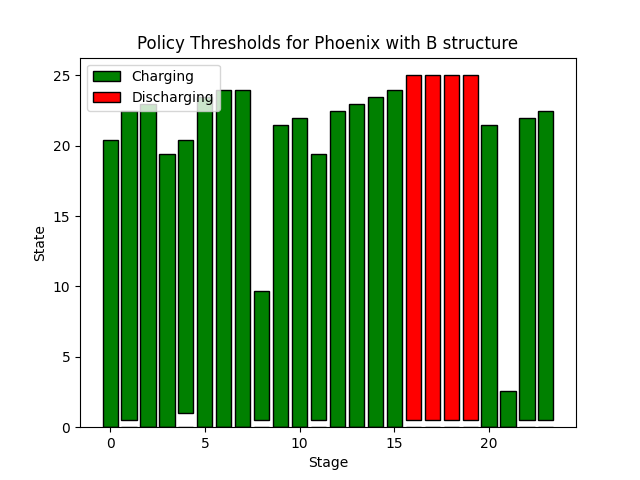 Policy Thresholds for Phoenix with B structure
Charging
Discharging
25
20
15
10
5
0
State
0 5 10 15 20
Stage